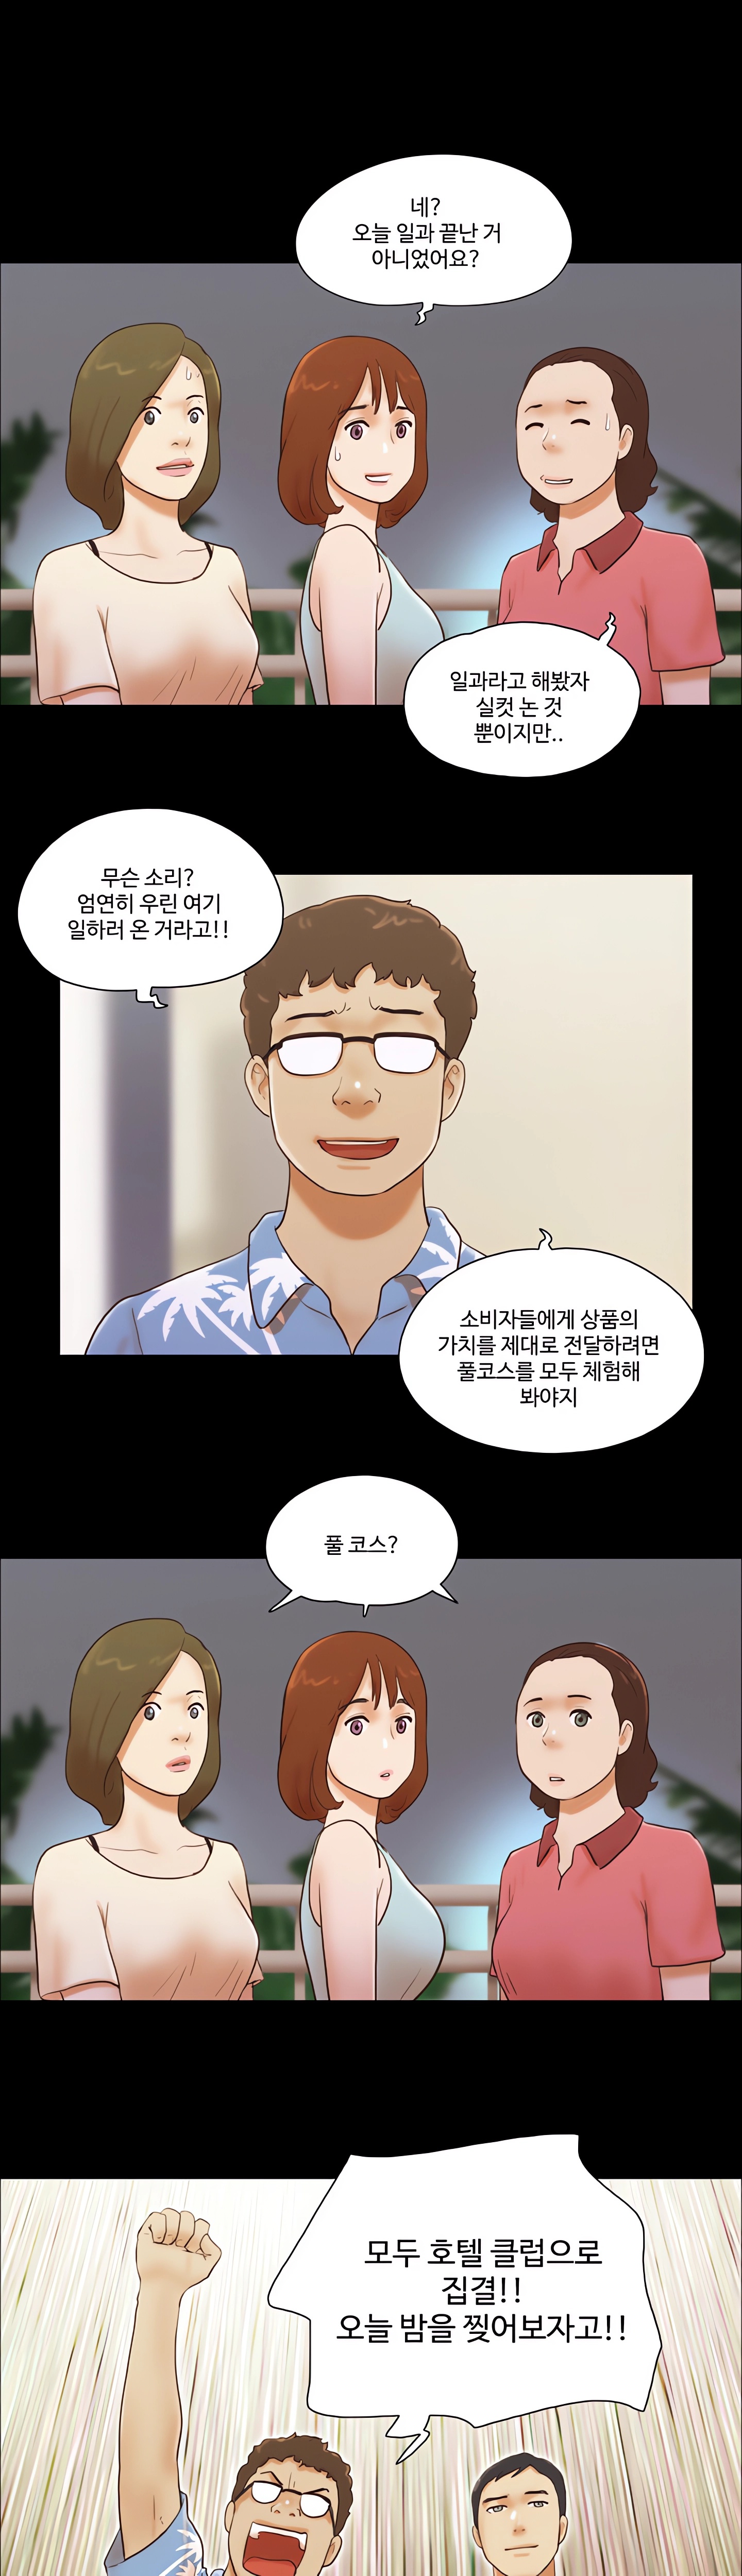 네?
오늘 일과 끝난 거
아니었어요?
일과라고 해봤자
실컷 논 것
뿐이지만..
무슨 소리?
엄연히 우린 여기
일하러 온 거라고!!
소비자들에게 상품의
가치를 제대로 전달하려면
풀코스를 모두 체험해
봐야지
풀 코스?
모두 호텔 클럽으로
집결!!
오늘 밤을 찢어보자고!!